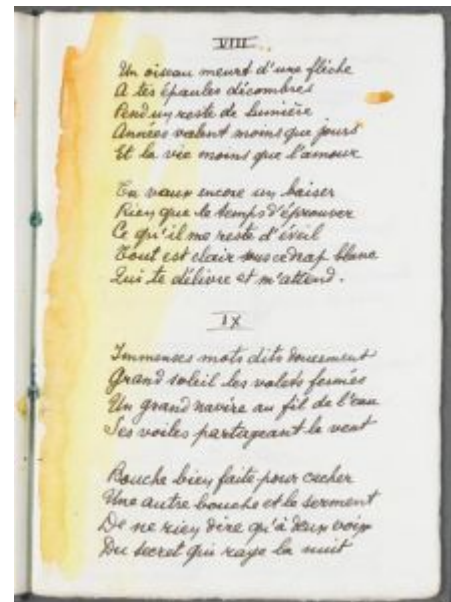 VIII
Un oiseau meurt d'une flèche
A tes épaules décombres
Pend un reste de lumière
Années valent moins que jours
Et la vie moins que l'amour
Tu veux encore un baiser
Rien que le temps d'éprouver
Ce qu'il me reste d'éveil
Tout est clair sous ce drap blanc
Qui te délivre et m'attend.
IX
Immenses mots dits doucement
Grand soleil les volets fermés
Un grand navire au fil de l'eau
Ses voiles partageant le vent
Bouche bien faite pour cacher
Une autre bouche et le serment
De ne rien dire qu'à deux voix
Du secret qui raye la nuit